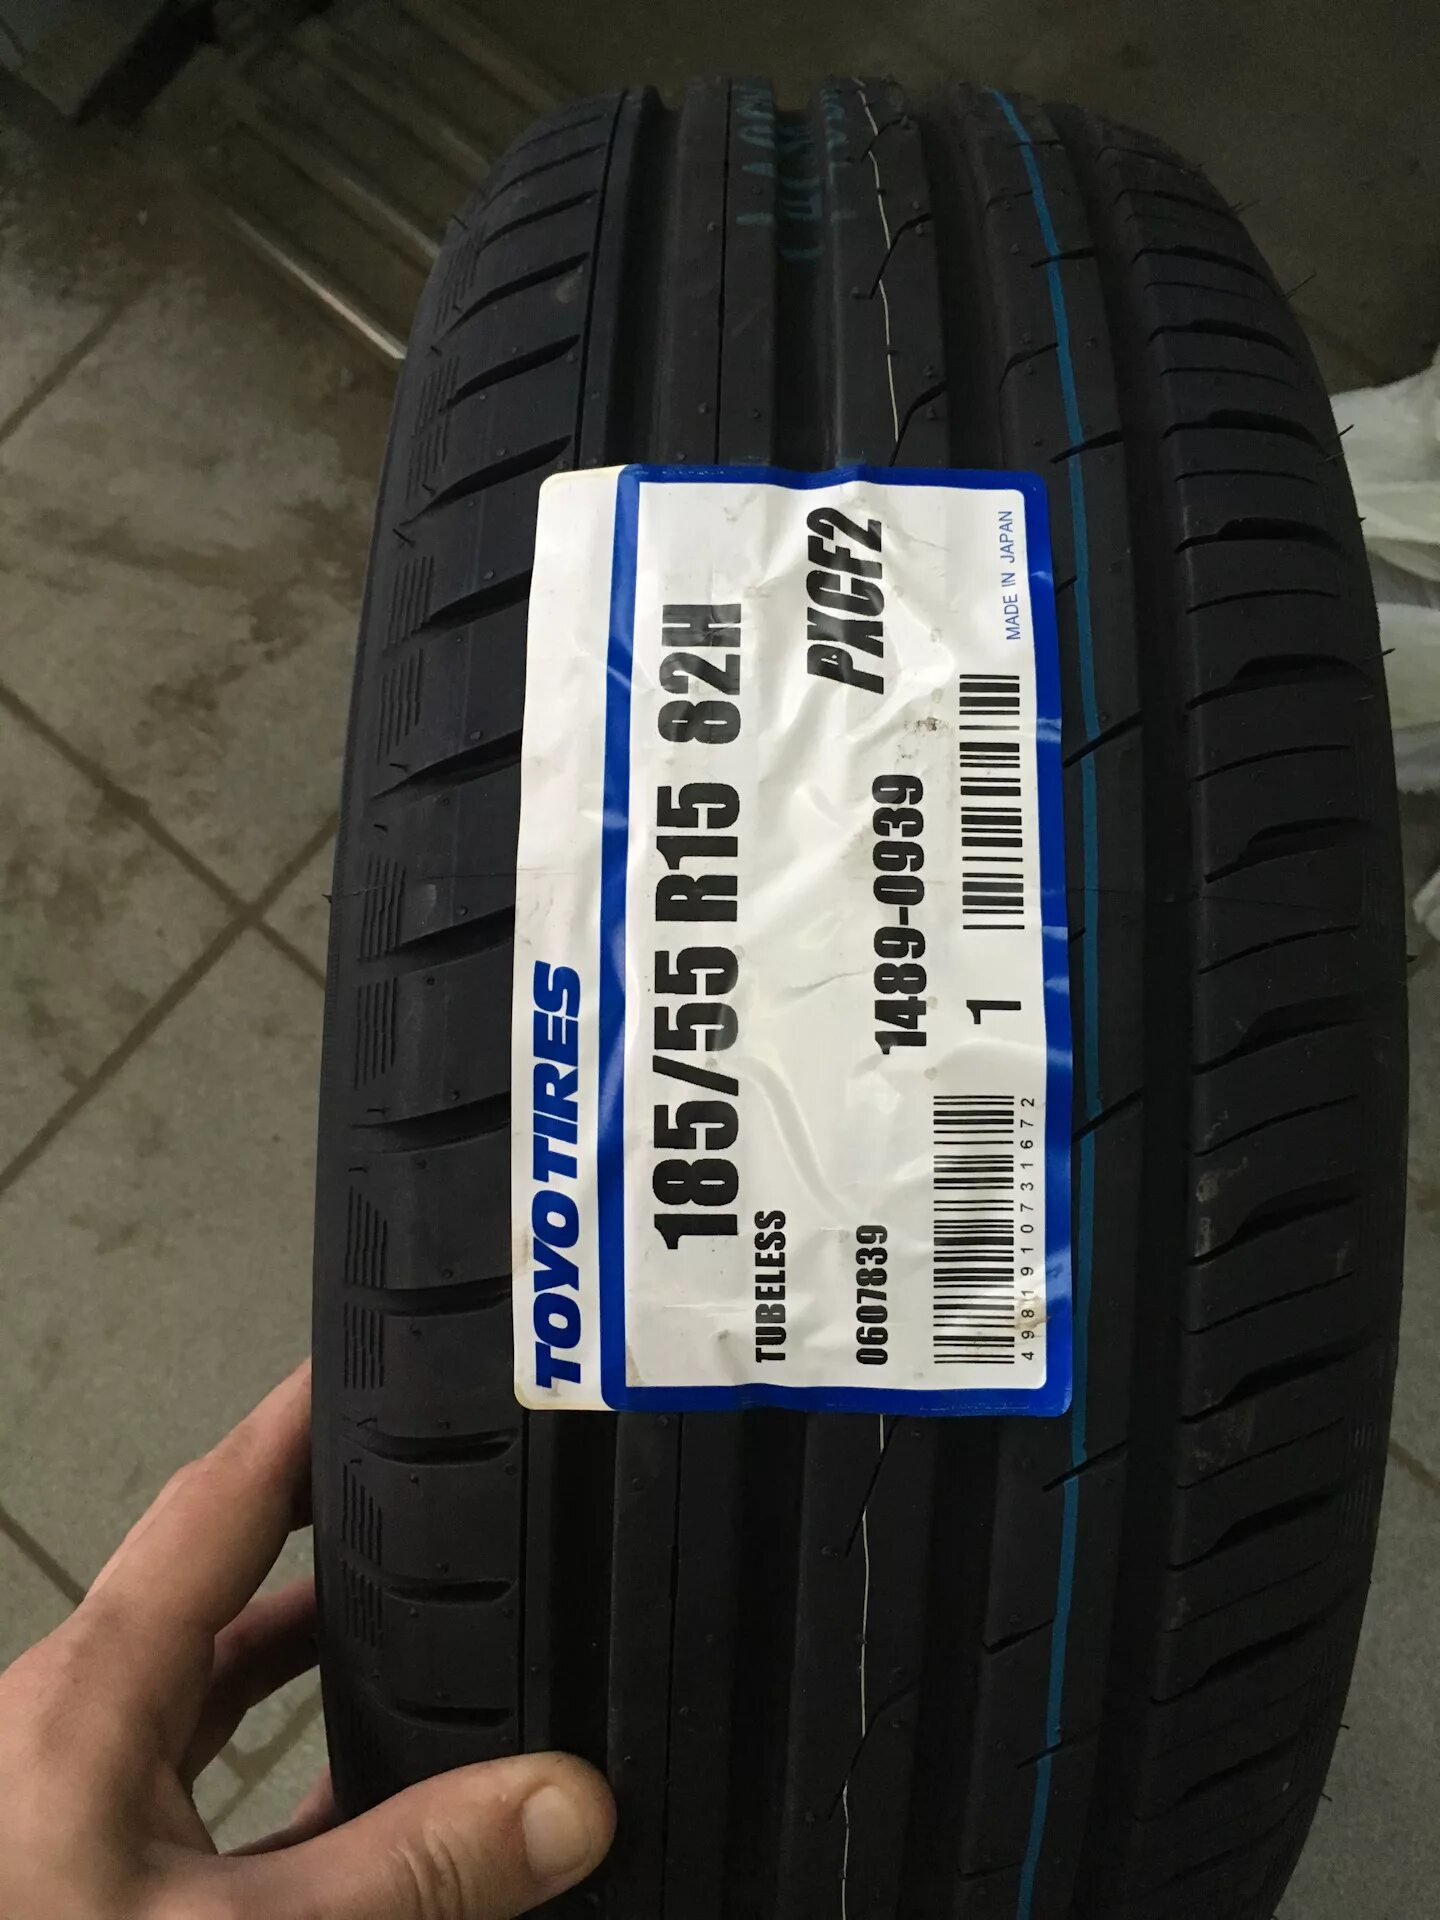 TOYO TIRES
185/55 R15 82H
TUBELESS
PXCF2
1489-0939
0607839
MADE IN JAPAN
1
4981910731672